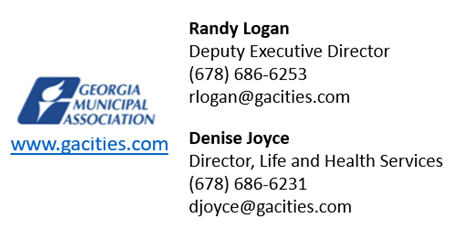 GEORGIA
MUNICIPAL
ASSOCIATION
www.gacities.com
Randy Logan
Deputy Executive Director
(678) 686-6253
rlogan@gacities.com
Denise Joyce
Director, Life and Health Services
(678) 686-6231
djoyce@gacities.com